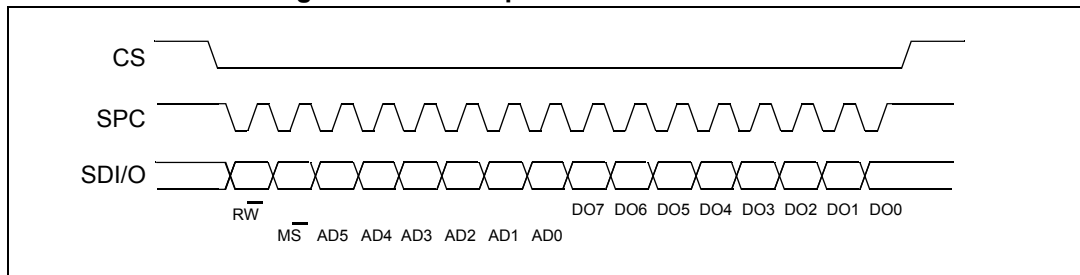 CS
SPC
SDI/O
RW
DO7 DO6 DO5 DO4 DO3 DO2 DO1 DO0
MS AD5 AD4 AD3 AD2 AD1 AD0